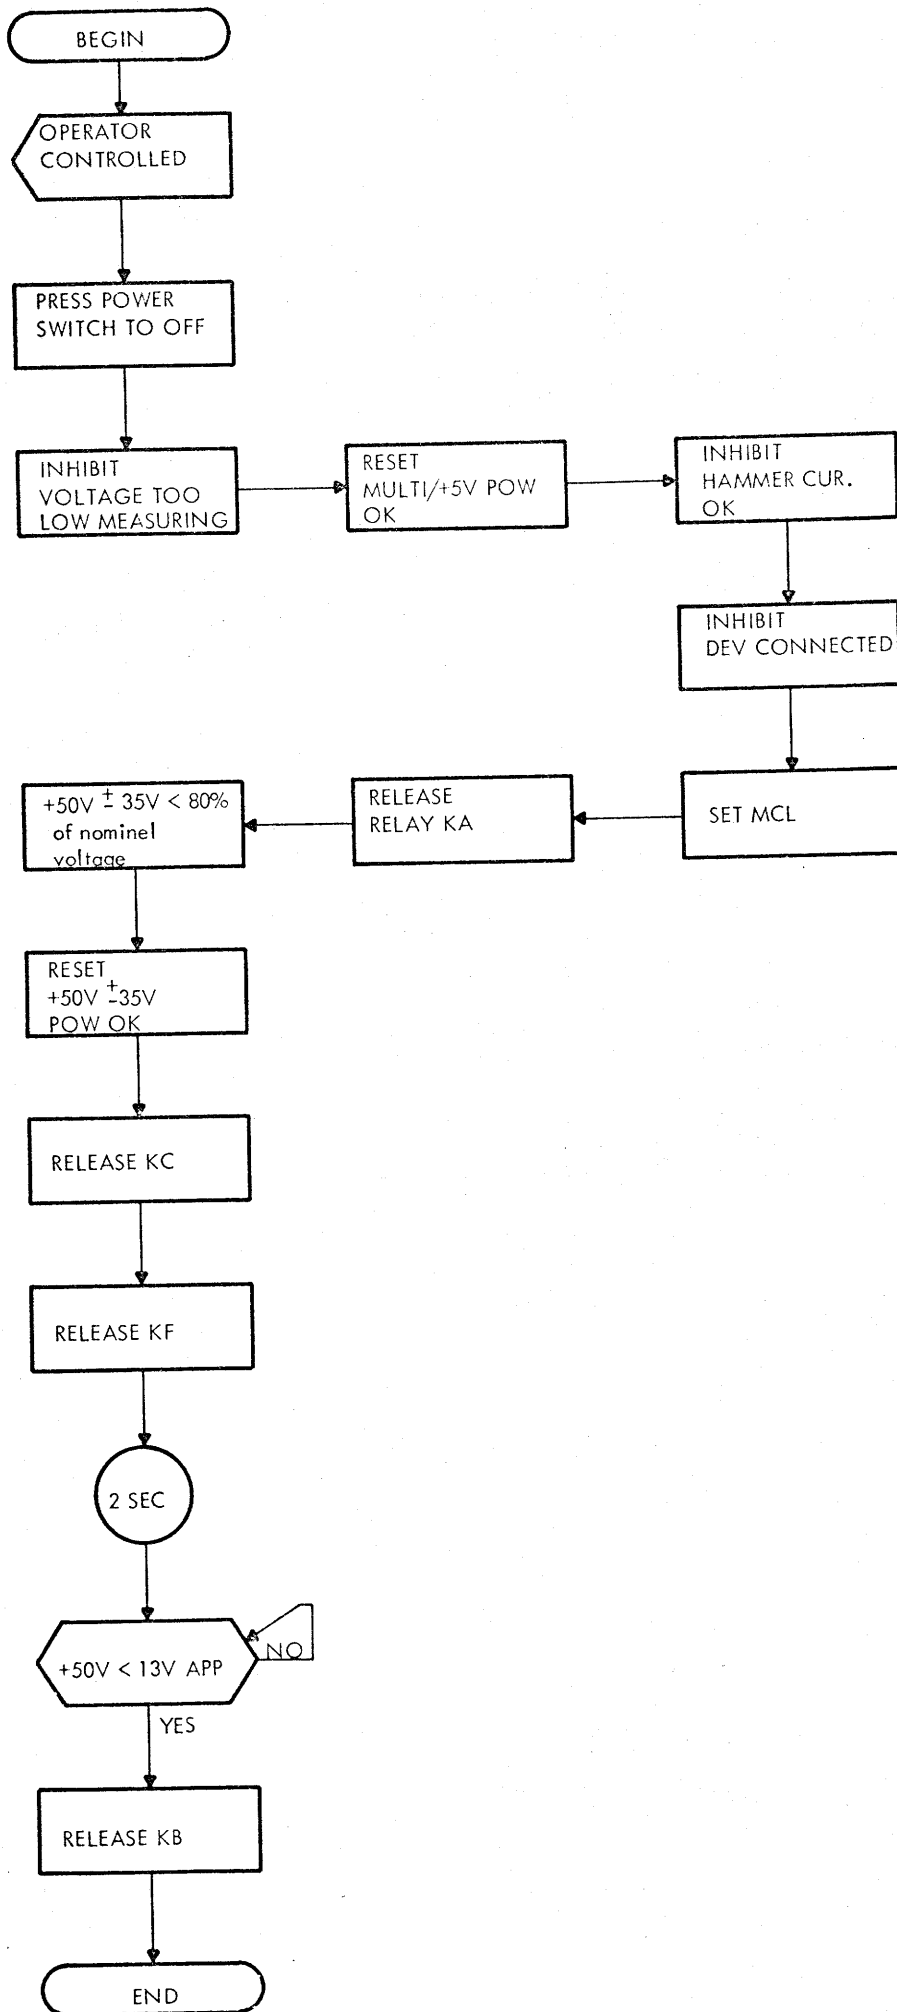 BEGIN
OPERATOR
CONTROLLED
PRESS POWER
SWITCH TO OFF
INHIBIT
VOLTAGE TOO
LOW MEASURING
RESET
MULTI/+5V POW
OK
INHIBIT
HAMMER CUR.
OK
INHIBIT
DEV CONNECTED
SET MCL
RELEASE
RELAY KA
+50V ± 35V < 80%
of nominel
voltage
RESET
+50V ±35V
POW OK
RELEASE KC
RELEASE KF
2 SEC
+50V < 13V APP
NO
YES
RELEASE KB
END